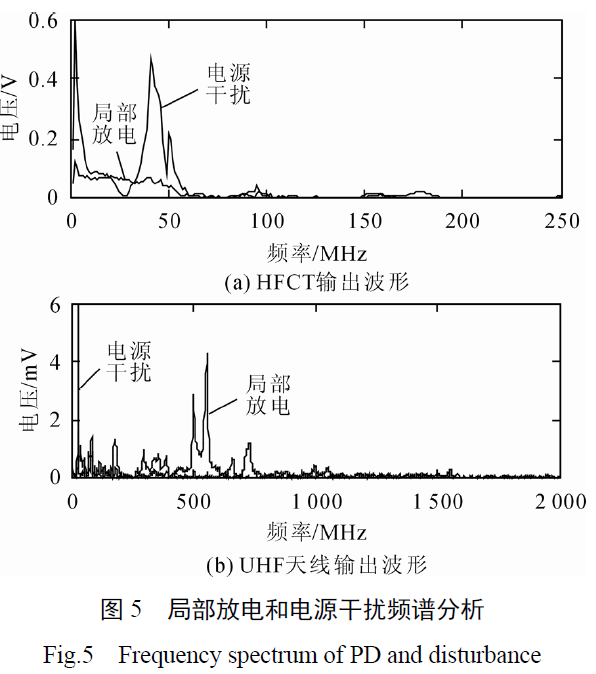 0.6
0.4
0.2
0
电压/V
电源
干扰
局部
放电
0 50 100 150 200 250
频率/MHz
(a) HFCT输出波形
6
4
2
0
电压/mV
电源
干扰
局部
放电
0 500 1 000 1 500 2 000
频率/MHz
(b) UHF天线输出波形
图 5 局部放电和电源干扰频谱分析
Fig.5 Frequency spectrum of PD and disturbance